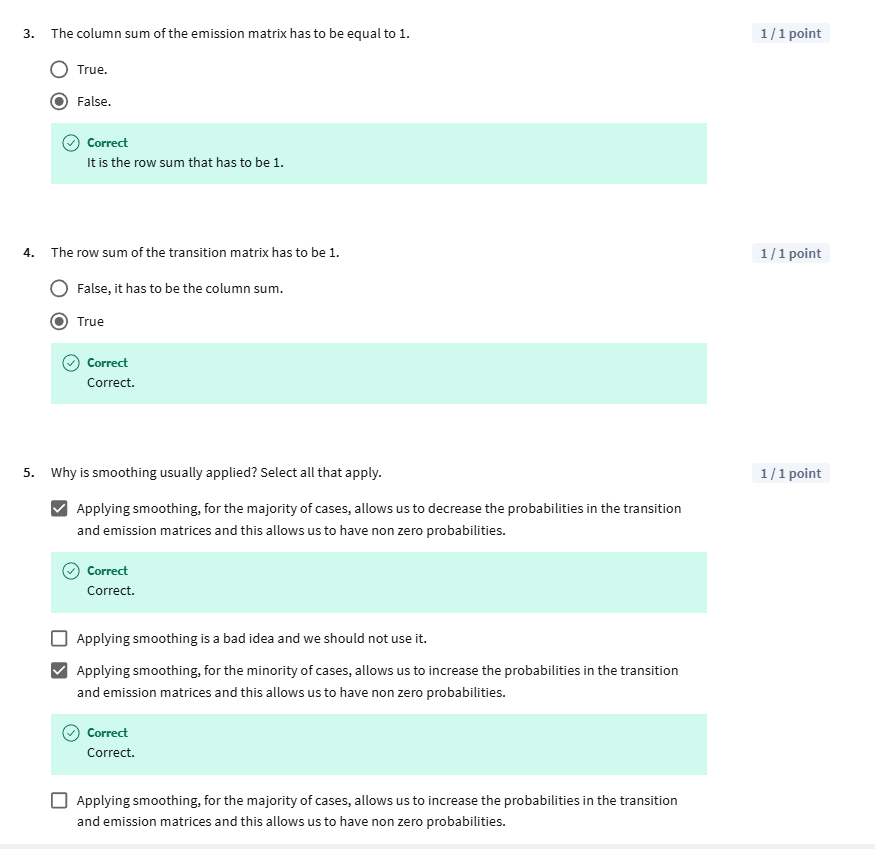 3. The column sum of the emission matrix has to be equal to 1.
1 / 1 point
True.
False.
Correct
It is the row sum that has to be 1.
4. The row sum of the transition matrix has to be 1.
1 / 1 point
False, it has to be the column sum.
True
Correct
Correct.
5. Why is smoothing usually applied? Select all that apply.
1 / 1 point
Applying smoothing, for the majority of cases, allows us to decrease the probabilities in the transition
and emission matrices and this allows us to have non zero probabilities.
Correct
Correct.
Applying smoothing is a bad idea and we should not use it.
Applying smoothing, for the minority of cases, allows us to increase the probabilities in the transition
and emission matrices and this allows us to have non zero probabilities.
Correct
Correct.
Applying smoothing, for the majority of cases, allows us to increase the probabilities in the transition
and emission matrices and this allows us to have non zero probabilities.